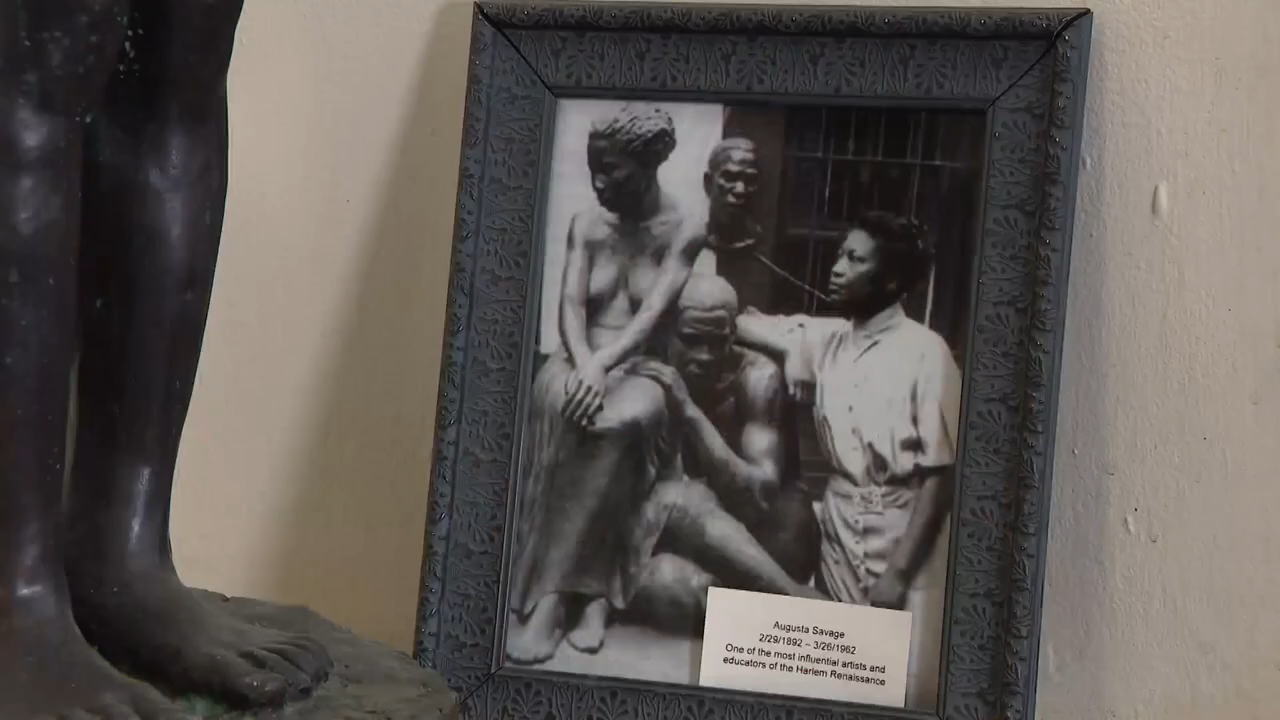 Augusta Savage
2/29/1892 – 3/26/1962
One of the most influential artists and
educators of the Harlem Renaissance